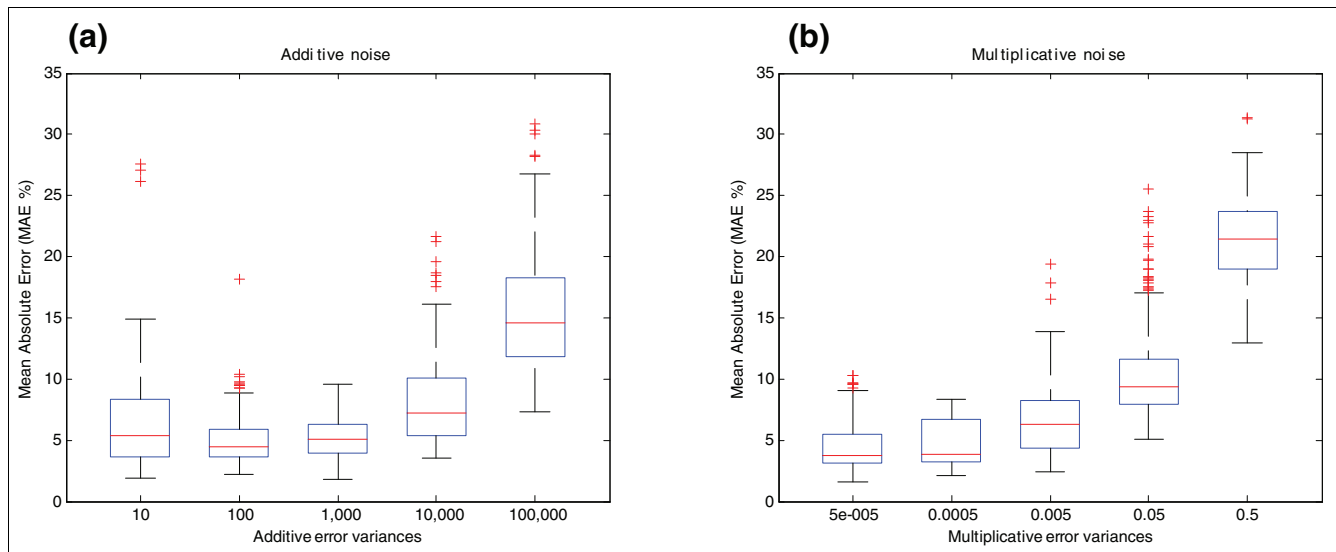 (a)
Additive noise
35
30
25
20
15
10
5
0
Mean Absolute Error (MAE %)
10 100 1,000 10,000 100,000
Additive error variances
(b)
Multiplicative noise
35
30
25
20
15
10
5
0
Mean Absolute Error (MAE %)
5e-005 0.0005 0.005 0.05 0.5
Multiplicative error variances